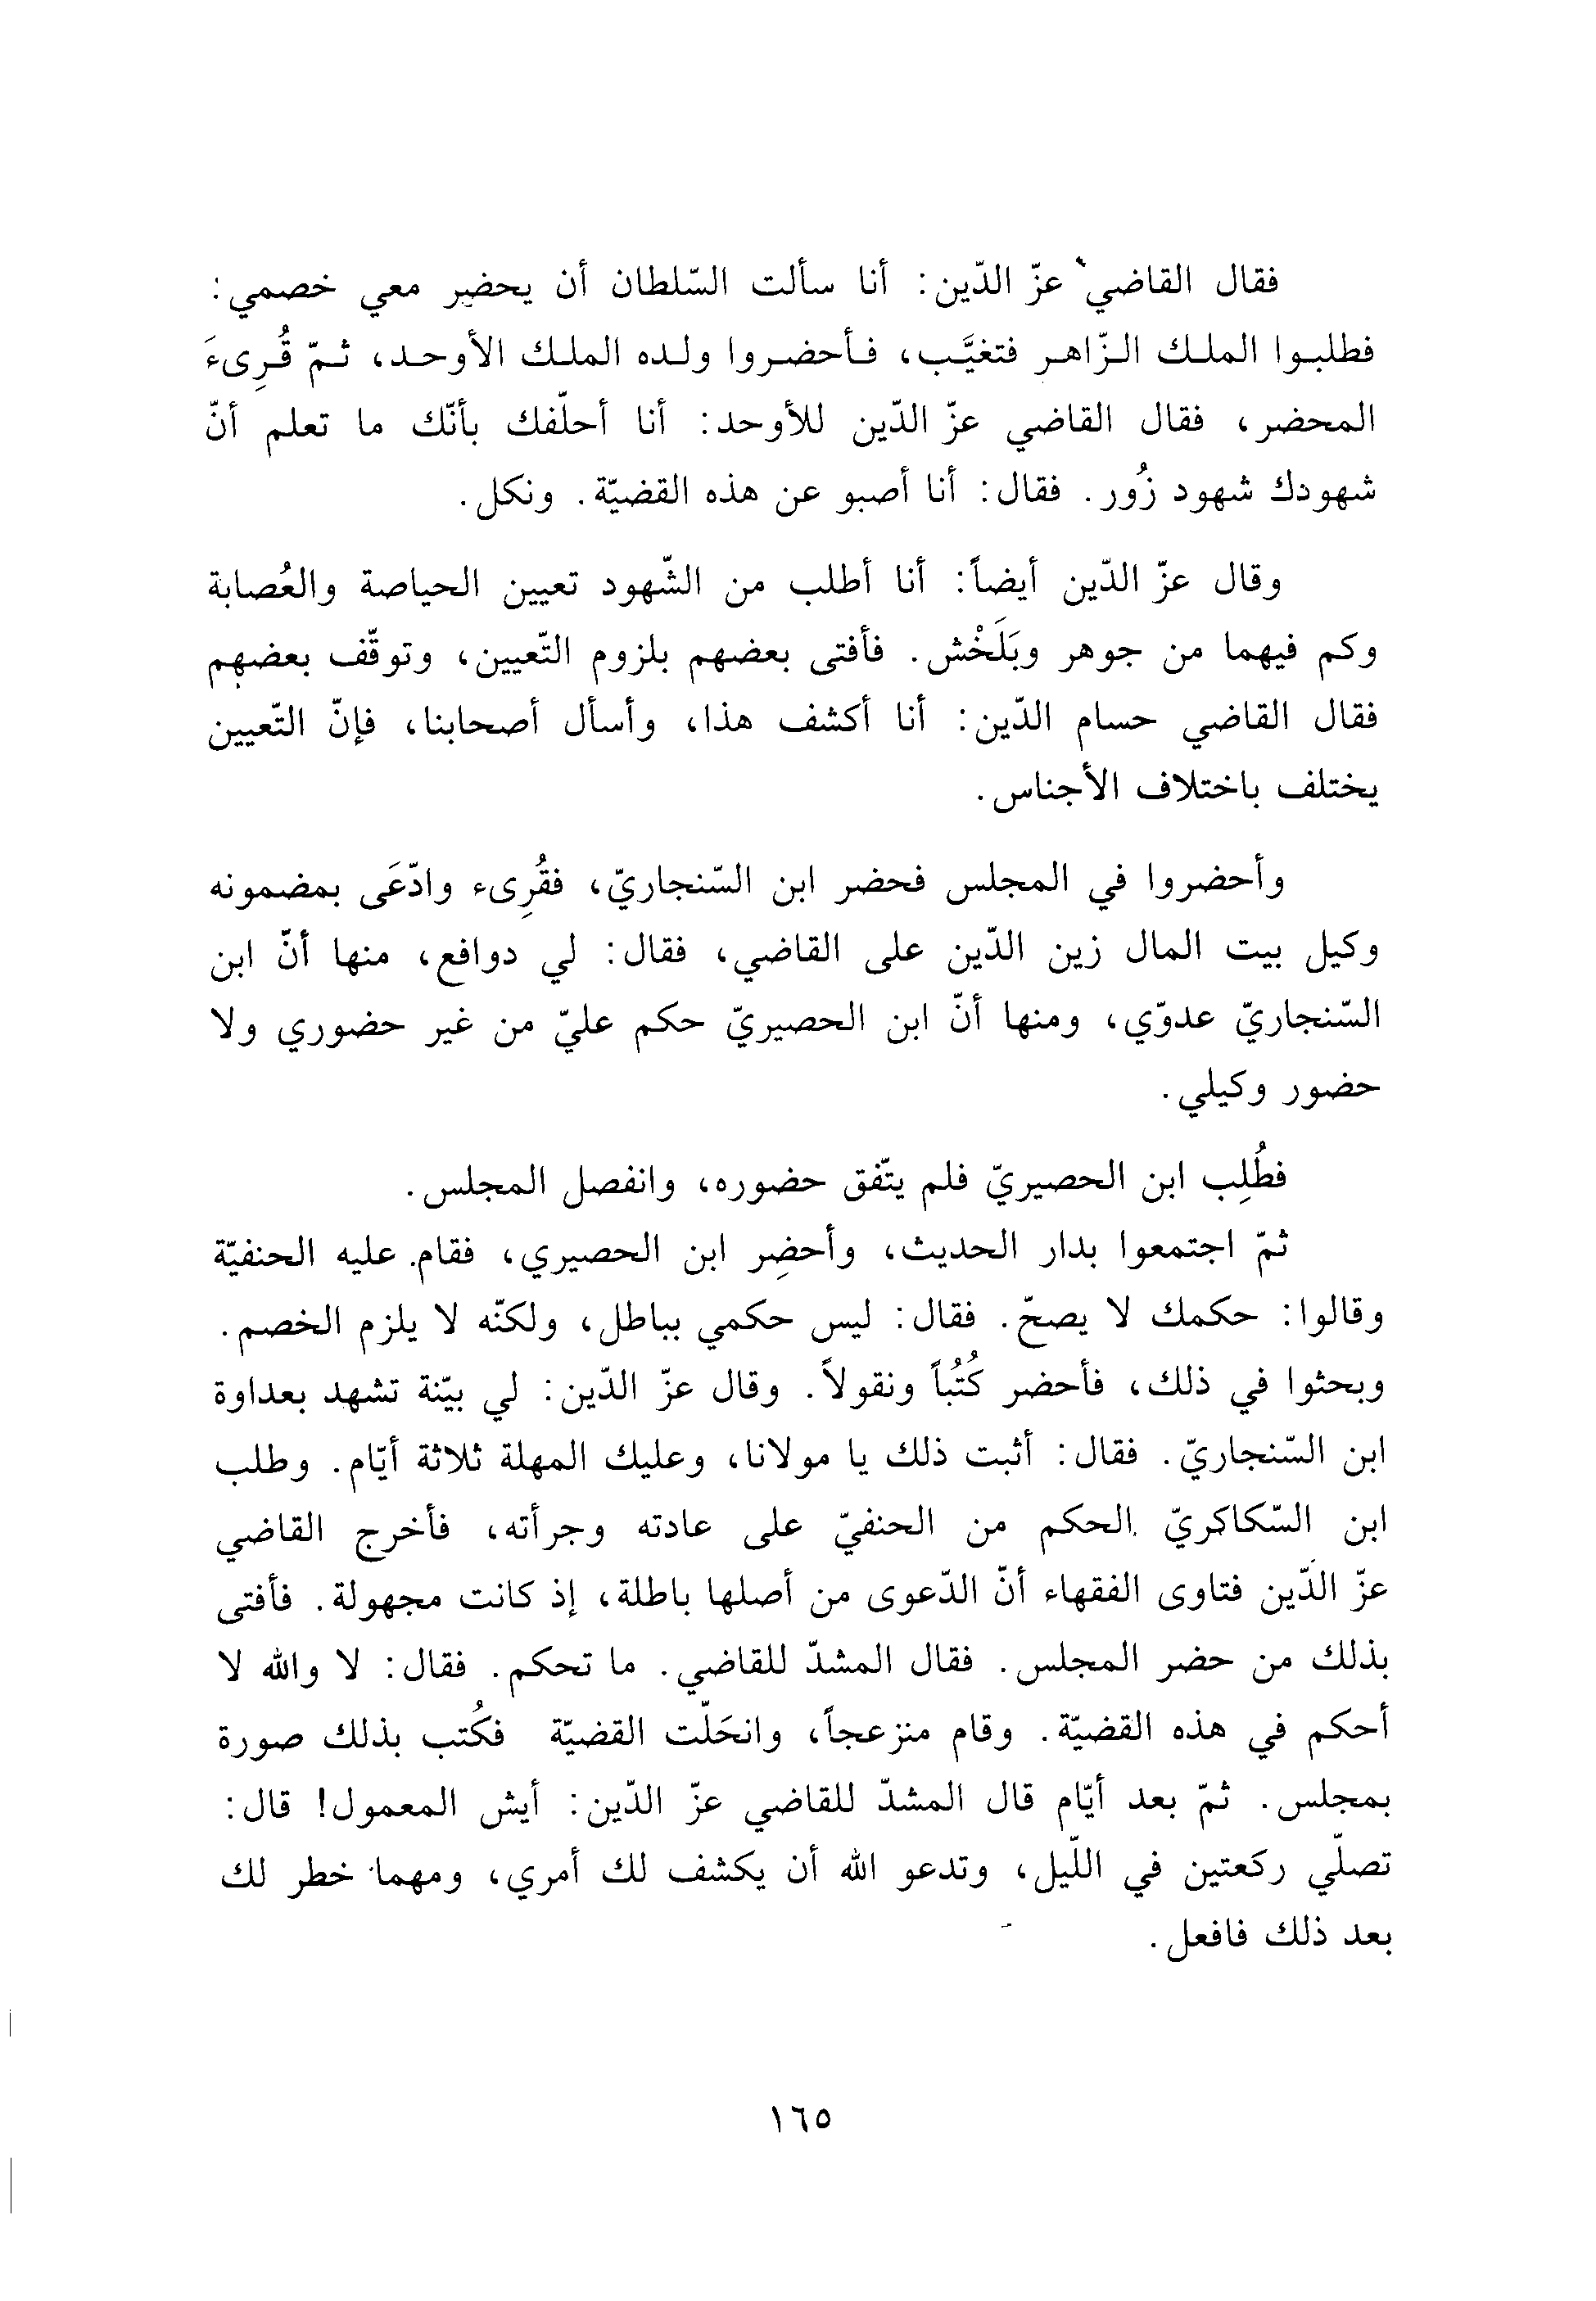 فقال القاضي عزّ الدّين: أنا سألت السّلطان أن يحضِر معي خصمي:
فطلبوا الملك الزّاهر فتغيَّب، فأحضروا ولده الملك الأوحد، ثمّ قُرِىءَ
المحضر، فقال القاضي عزّ الدّين للأوحد: أنا أحلّفك بأنّك ما تعلم أنّ
شهودك شهود زُور. فقال: أنا أصبو عن هذه القضيّة. ونكل.
وقال عزّ الدّين أيضاً: أنا أطلب من الشّهود تعيين الحياصة والعُصابة
وكم فيهما من جوهر وبَلَخْش. فأفتى بعضهم بلزوم التّعيين، وتوقّف بعضهم
فقال القاضي حسام الدّين: أنا أكشف هذا، وأسأل أصحابنا، فإنّ التّعيين
يختلف باختلاف الأجناس.
وأحضروا في المجلس فحضر ابن السّنجاريّ، فقُرِىء وادّعَى بمضمونه
وكيل بيت المال زين الدّين على القاضي، فقال: لي دوافع، منها أنّ ابن
السّنجاريّ عدوّي، ومنها أنّ ابن الحصيريّ حكم عليّ من غير حضوري ولا
حضور وكيلي.
فطُلِب ابن الحصيريّ فلم يتّفق حضوره، وانفصل المجلس.
ثمّ اجتمعوا بدار الحديث، وأحضِر ابن الحصيري، فقام عليه الحنفيّة
وقالوا: حكمك لا يصحّ. فقال: ليس حكمي بباطل، ولكنّه لا يلزم الخصم.
وبحثوا في ذلك، فأحضر كُتُباً ونقولاً. وقال عزّ الدّين: لي بيّنة تشهد بعداوة
ابن السّنجاريّ. فقال: أثبت ذلك يا مولانا، وعليك المهلة ثلاثة أيّام. وطلب
ابن السّكاكريّ الحكم من الحنفيّ على عادته وجرأته، فأخرج القاضي
عزّ الدّين فتاوى الفقهاء أنّ الدّعوى من أصلها باطلة، إذ كانت مجهولة. فأفتى
بذلك من حضر المجلس. فقال المشدّ للقاضي. ما تحكم. فقال: لا والله لا
أحكم في هذه القضيّة. وقام منزعجاً، وانحَلّت القضيّة فكُتب بذلك صورة
بمجلس. ثمّ بعد أيّام قال المشدّ للقاضي عزّ الدّين: أيش المعمول! قال:
تصلّي ركعتين في اللّيل، وتدعو الله أن يكشف لك أمري، ومهما خطر لك
بعد ذلك فافعل.
١٦٥